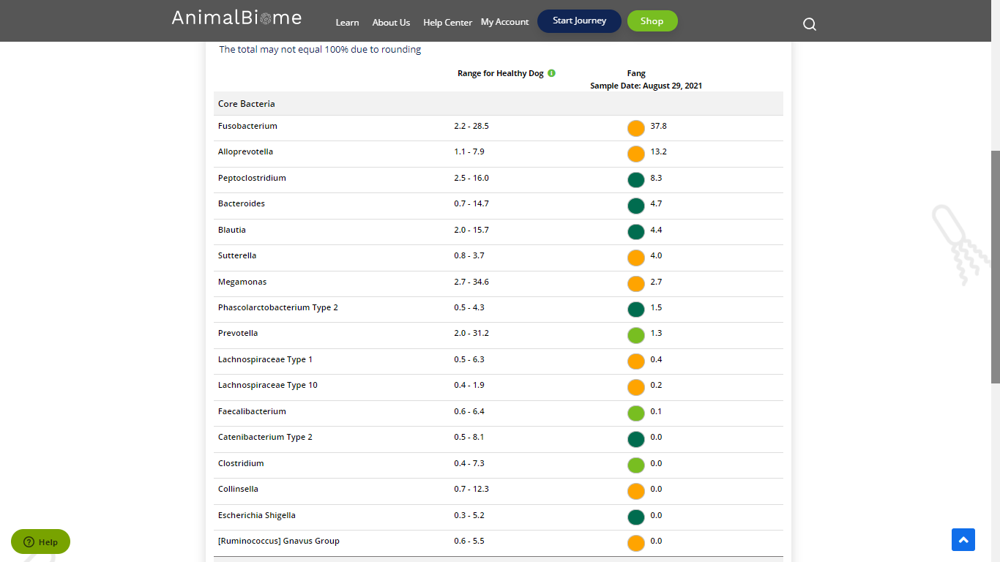 AnimalBiome
Learn About Us Help Center My Account Start Journey Shop
The total may not equal 100% due to rounding
Range for Healthy Dog i Fang
Sample Date: August 29, 2021
Core Bacteria
Fusobacterium 2.2 - 28.5 37.8
Alloprevotella 1.1 - 7.9 13.2
Peptoclostridium 2.5 - 16.0 8.3
Bacteroides 0.7 - 14.7 4.7
Blautia 2.0 - 15.7 4.4
Sutterella 0.8 - 3.7 4.0
Megamonas 2.7 - 34.6 2.7
Phascolarctobacterium Type 2 0.5 - 4.3 1.5
Prevotella 2.0 - 31.2 1.3
Lachnospiraceae Type 1 0.5 - 6.3 0.4
Lachnospiraceae Type 10 0.4 - 1.9 0.2
Faecalibacterium 0.6 - 6.4 0.1
Catenibacterium Type 2 0.5 - 8.1 0.0
Clostridium 0.4 - 7.3 0.0
Collinsella 0.7 - 12.3 0.0
Escherichia Shigella 0.3 - 5.2 0.0
[Ruminococcus] Gnavus Group 0.6 - 5.5 0.0
? Help